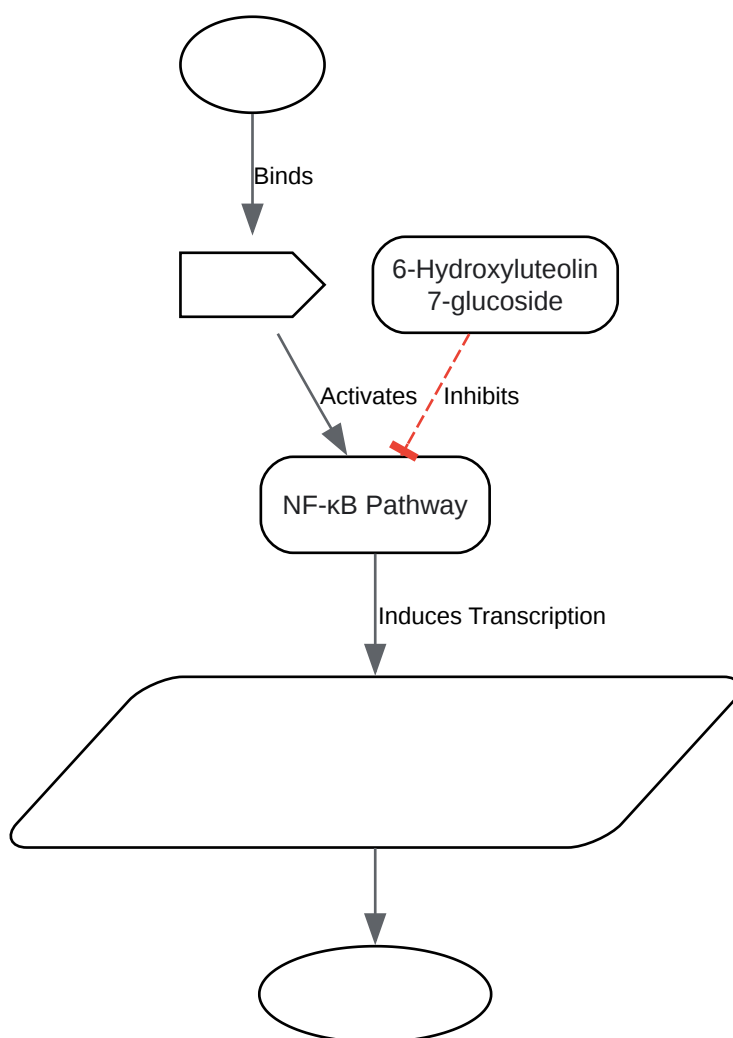 Binds
6-Hydroxyluteolin
7-glucoside
Activates
Inhibits
NF-κB Pathway
Induces Transcription